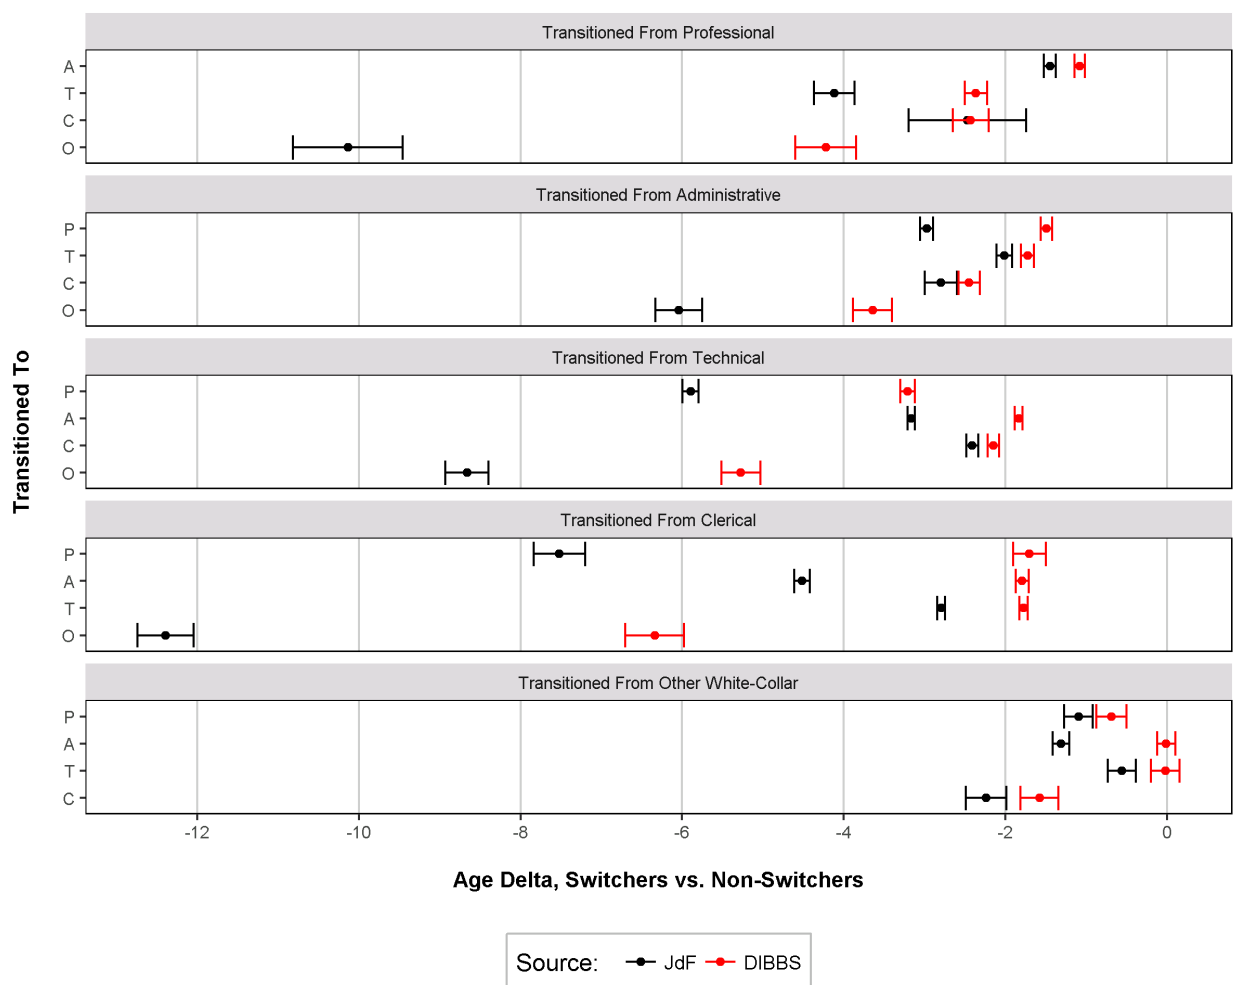 Transitioned From Professional
A
T
C
O
Transitioned From Administrative
P
T
C
O
Transitioned From Technical
P
A
C
O
Transitioned From Clerical
P
A
T
O
Transitioned From Other White-Collar
P
A
T
C
-12 -10 -8 -6 -4 -2 0
Transitioned To
Age Delta, Switchers vs. Non-Switchers
Source: JdF DIBBS